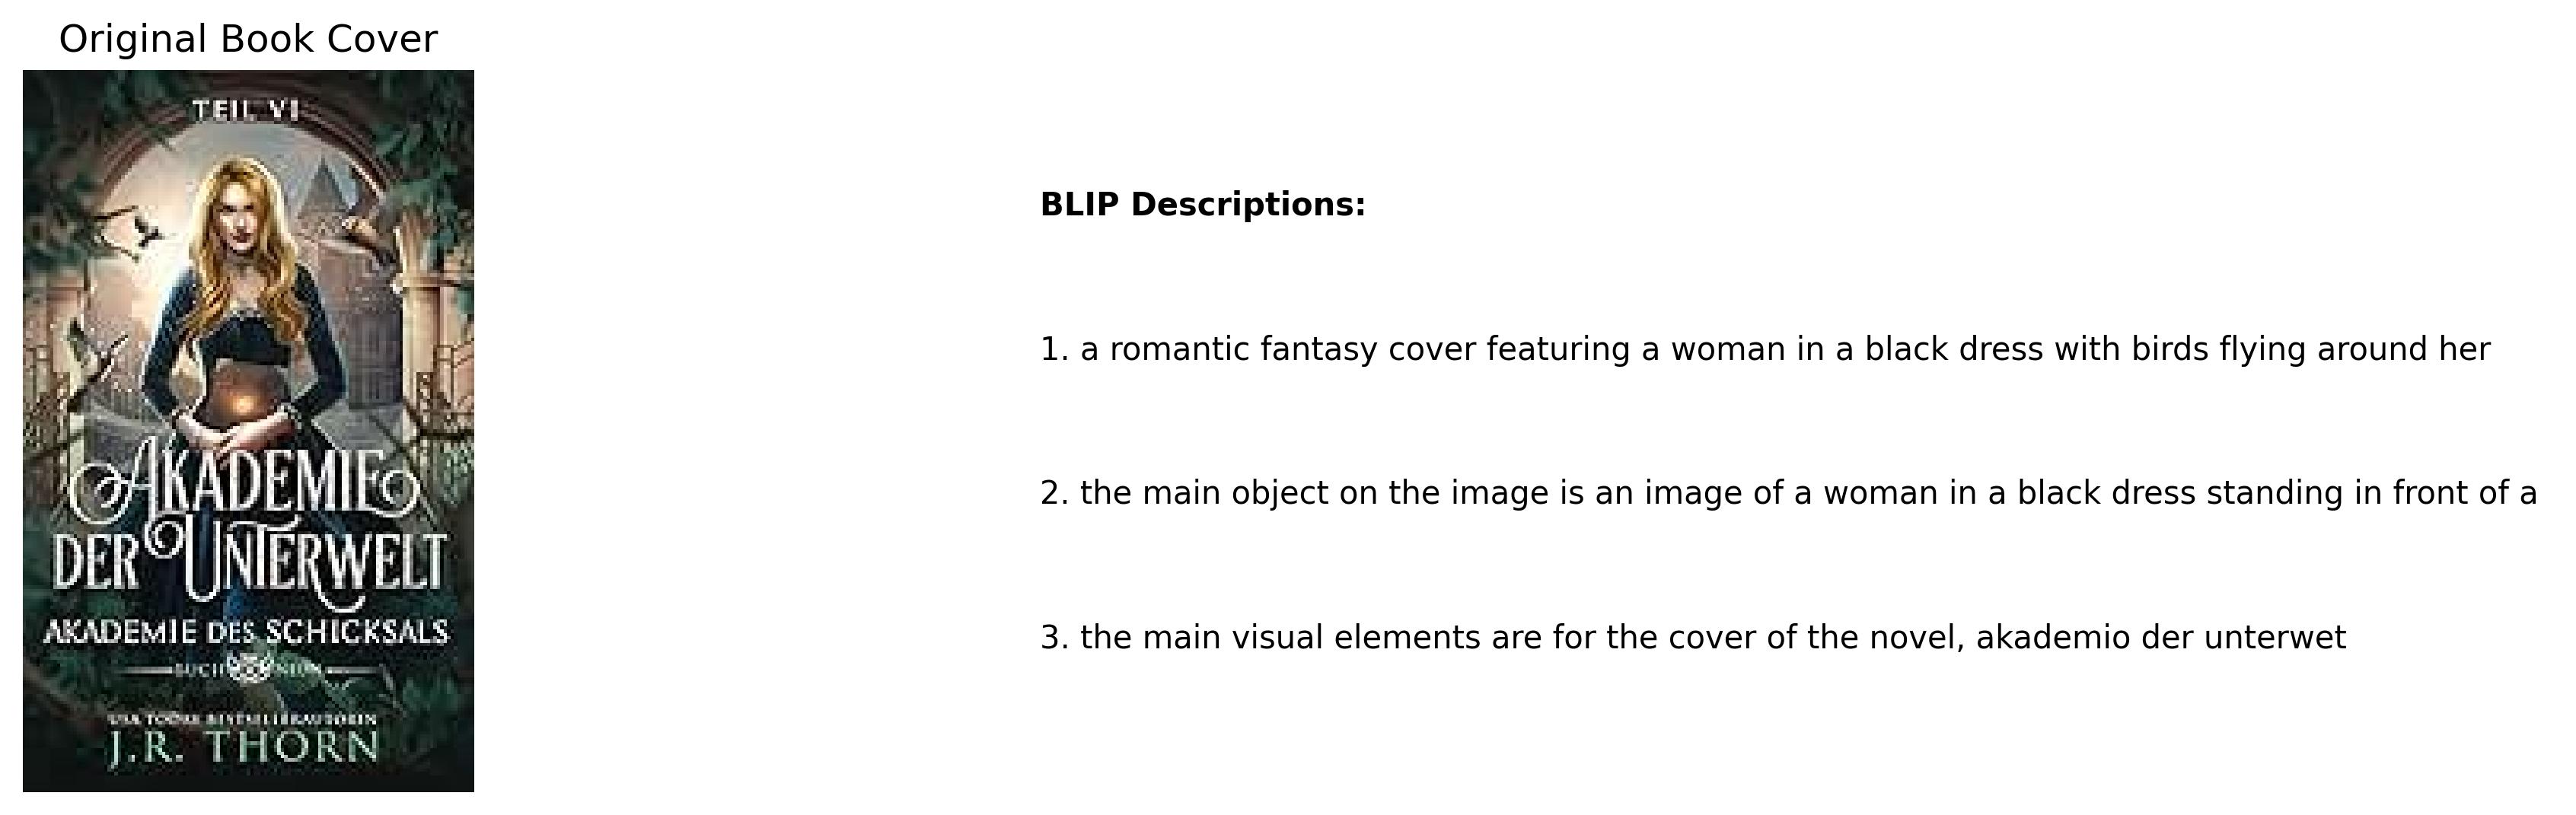 Original Book Cover
TEIL VI
AKADEMIE
DER UNTERWELT
AKADEMIE DES SCHICKSALS
BUCH
USA TODAY BESTSELLERAUTORIN
J.R. THORN
BLIP Descriptions:
1. a romantic fantasy cover featuring a woman in a black dress with birds flying around her
2. the main object on the image is an image of a woman in a black dress standing in front of a
3. the main visual elements are for the cover of the novel, akademio der unterwet